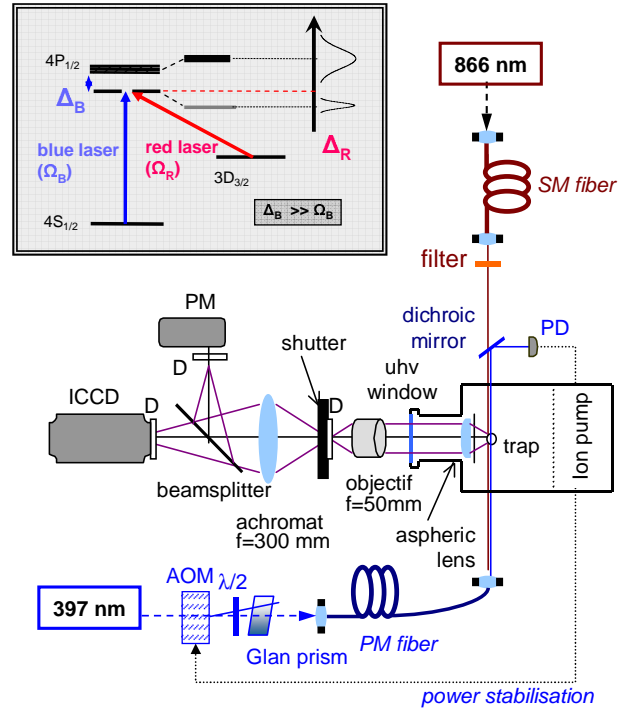 4P1/2
ΔB
blue laser
(ΩB)
red laser
(ΩR)
ΔR
3D3/2
4S1/2
ΔB >> ΩB
866 nm
SM fiber
filter
dichroic
mirror
PD
PM
D
shutter
uhv
window
ICCD
D
D
trap
Ion pump
beamsplitter
objectif
f=50mm
achromat
f=300 mm
aspheric
lens
AOM
λ/2
397 nm
Glan prism
PM fiber
power stabilisation